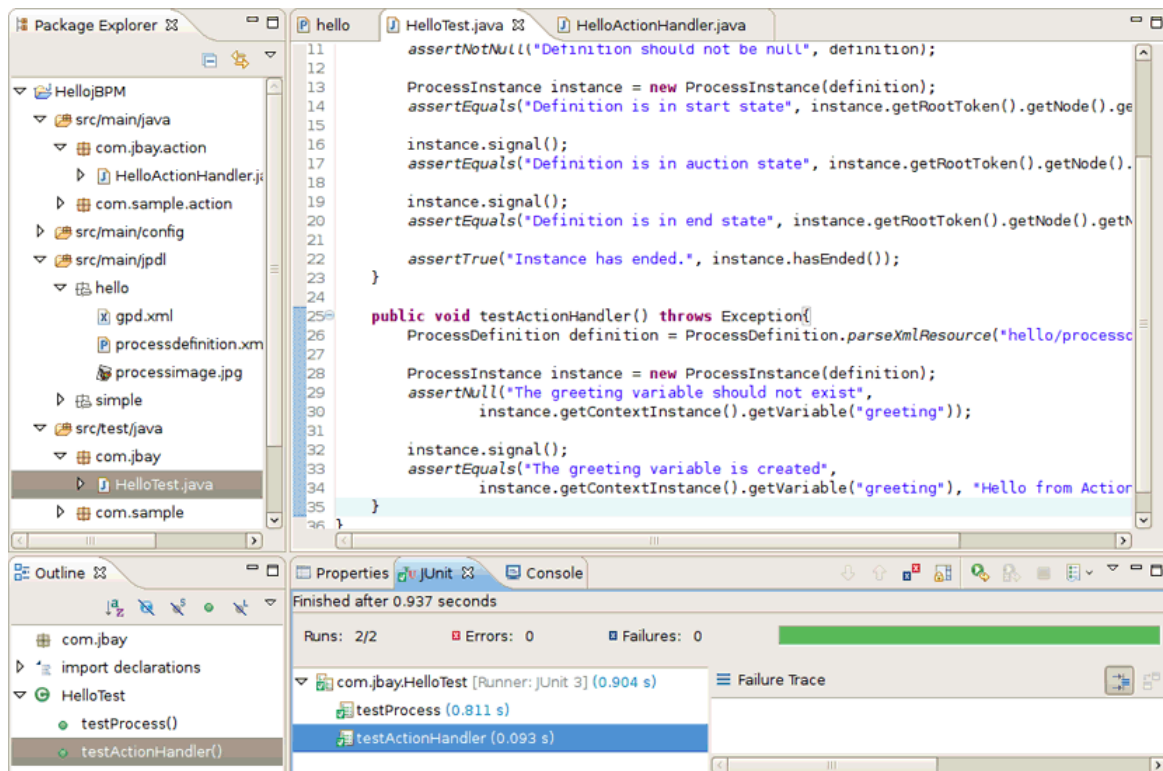 Package Explorer
HellojBPM
src/main/java
com.jbay.action
HelloActionHandler.ja
com.sample.action
src/main/config
src/main/jpdl
hello
gpd.xml
processdefinition.xm
processimage.jpg
simple
src/test/java
com.jbay
HelloTest.java
com.sample
hello
HelloTest.java
HelloActionHandler.java
11 assertNotNull("Definition should not be null", definition);
12
13 ProcessInstance instance = new ProcessInstance(definition);
14 assertEquals("Definition is in start state", instance.getRootToken().getNode().ge
15
16 instance.signal();
17 assertEquals("Definition is in auction state", instance.getRootToken().getNode().
18
19 instance.signal();
20 assertEquals("Definition is in end state", instance.getRootToken().getNode().getN
21
22 assertTrue("Instance has ended.", instance.hasEnded());
23 }
24
25 public void testActionHandler() throws Exception{
26 ProcessDefinition definition = ProcessDefinition.parseXmlResource("hello/processd
27
28 ProcessInstance instance = new ProcessInstance(definition);
29 assertNull("The greeting variable should not exist",
30 instance.getContextInstance().getVariable("greeting"));
31
32 instance.signal();
33 assertEquals("The greeting variable is created",
34 instance.getContextInstance().getVariable("greeting"), "Hello from Action
35 }
36 }
Outline
com.jbay
import declarations
HelloTest
testProcess()
testActionHandler()
Properties JUnit Console
Finished after 0.937 seconds
Runs: 2/2 Errors: 0 Failures: 0
com.jbay.HelloTest [Runner: JUnit 3] (0.904 s)
testProcess (0.811 s)
testActionHandler (0.093 s)
Failure Trace